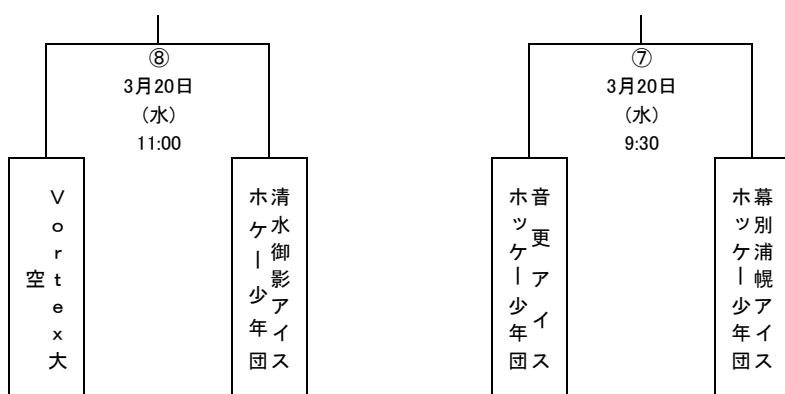 ⑧
3月20日
（水）
11:00
⑦
3月20日
（水）
9:30
Ｖｏｒｔｅｘ大
空
清水御影アイス
ホケー少年団
音更アイス
ホッケー少年団
幕別浦幌アイス
ホッケー少年団